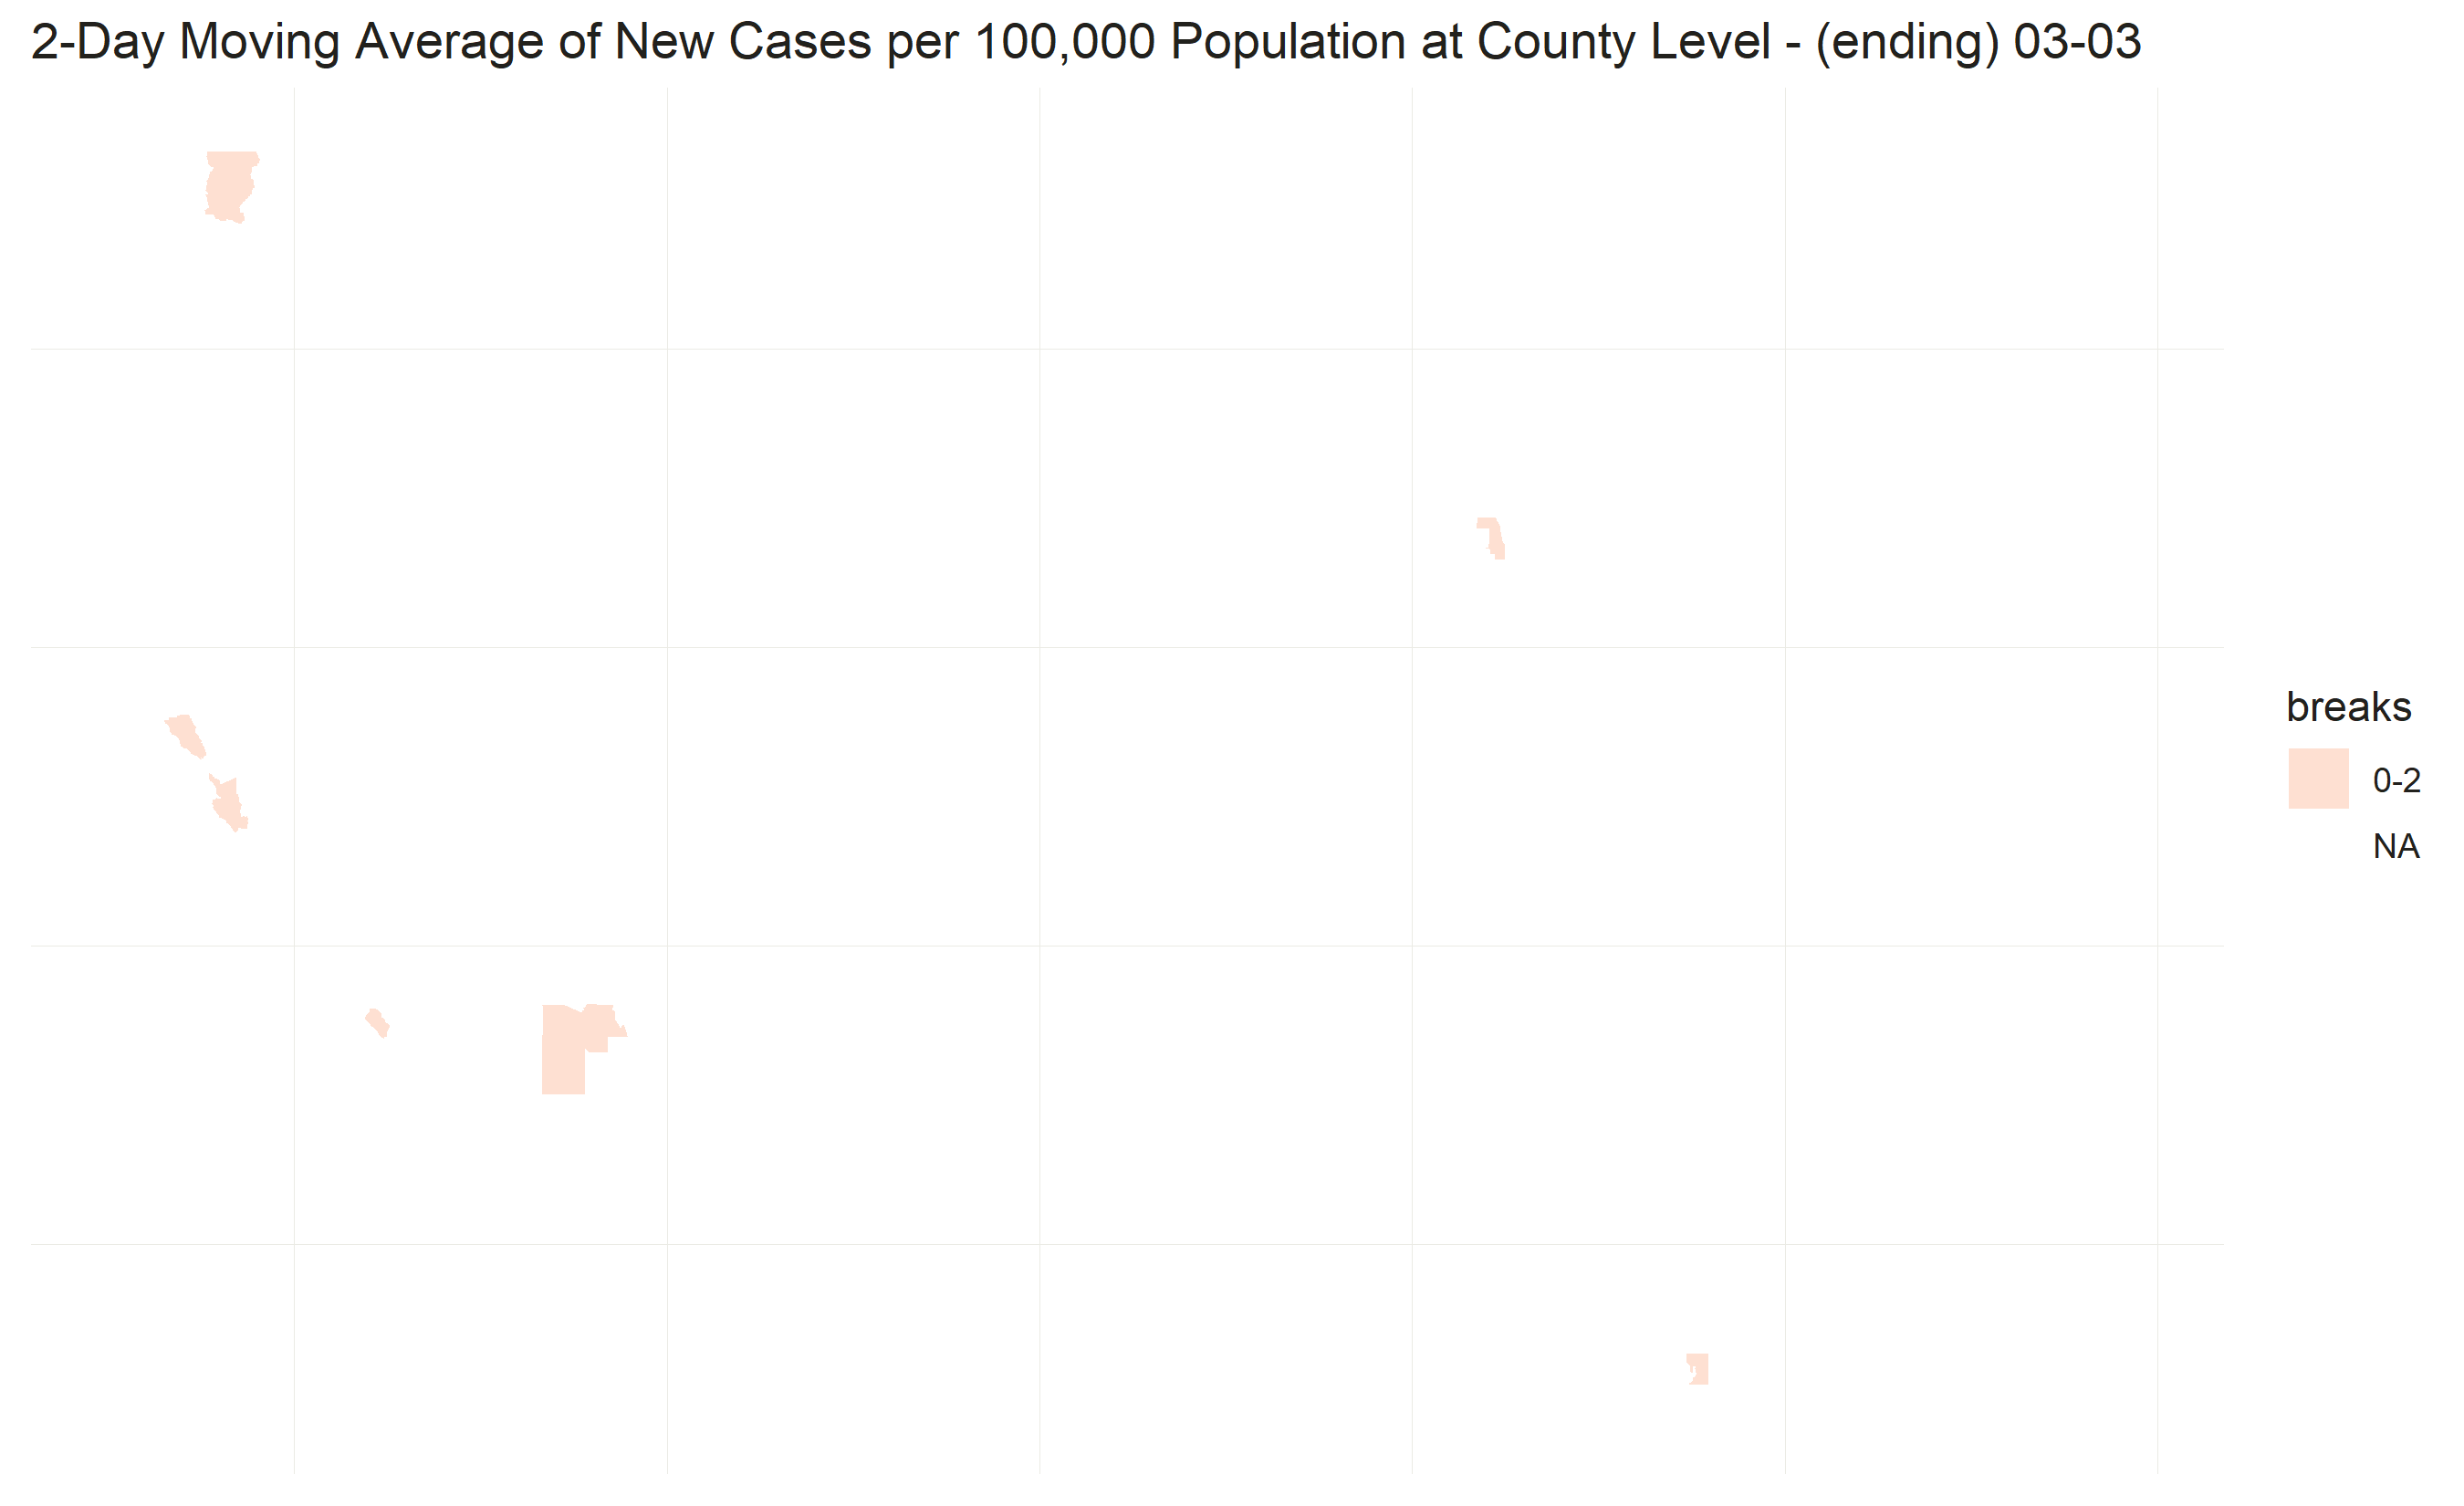 2-Day Moving Average of New Cases per 100,000 Population at County Level - (ending) 03-03
breaks
0-2
NA